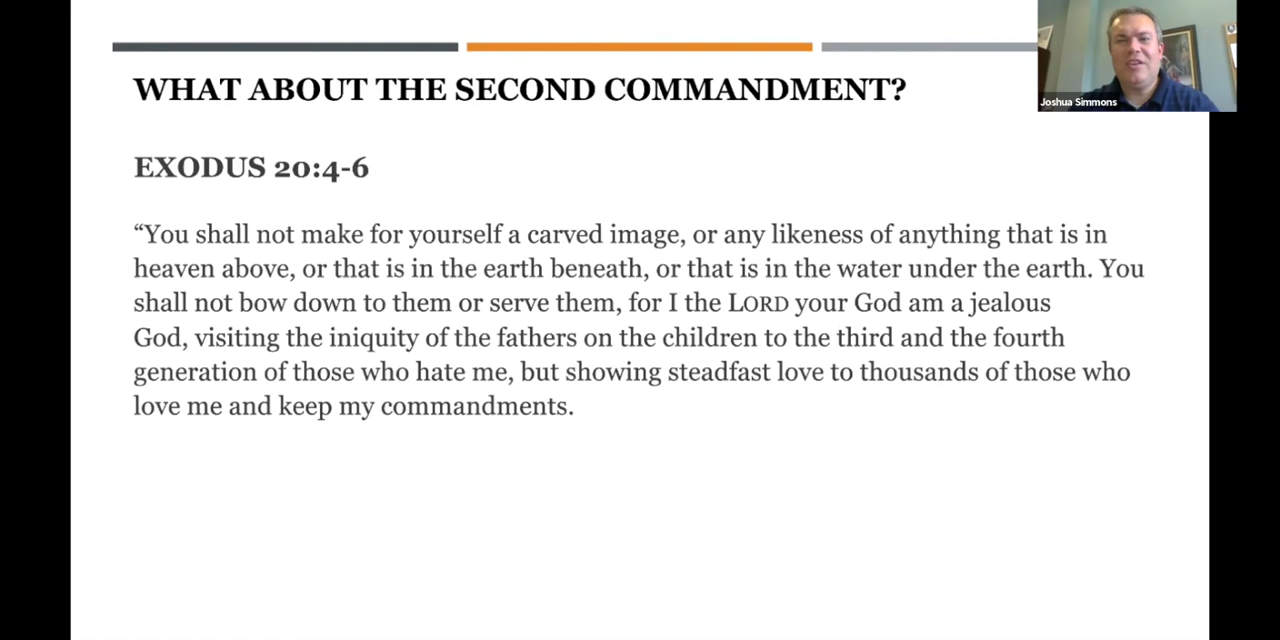 WHAT ABOUT THE SECOND COMMANDMENT?
Joshua Simmons
EXODUS 20:4-6
“You shall not make for yourself a carved image, or any likeness of anything that is in
heaven above, or that is in the earth beneath, or that is in the water under the earth. You
shall not bow down to them or serve them, for I the LORD your God am a jealous
God, visiting the iniquity of the fathers on the children to the third and the fourth
generation of those who hate me, but showing steadfast love to thousands of those who
love me and keep my commandments.